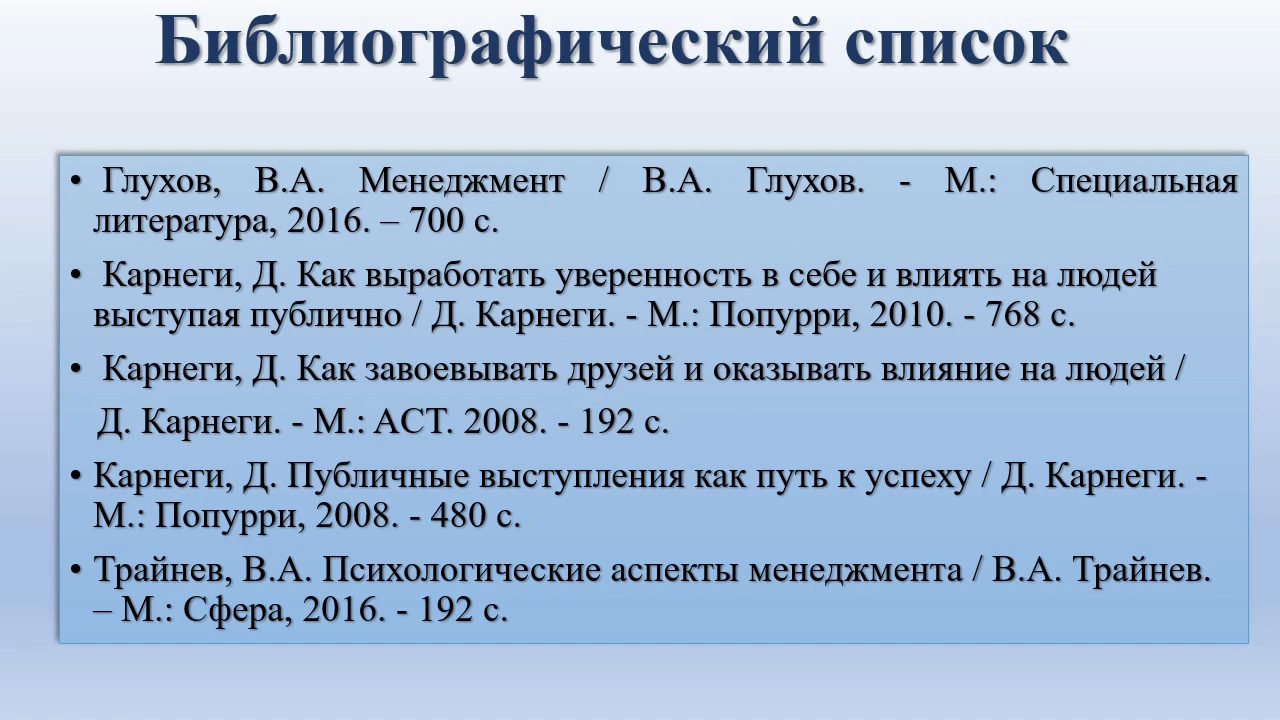 Библиографический список
• Глухов, В.А. Менеджмент / В.А. Глухов. - М.: Специальная
литература, 2016. – 700 с.
• Карнеги, Д. Как выработать уверенность в себе и влиять на людей
выступая публично / Д. Карнеги. - М.: Попурри, 2010. - 768 с.
• Карнеги, Д. Как завоевывать друзей и оказывать влияние на людей /
Д. Карнеги. - М.: АСТ. 2008. - 192 с.
• Карнеги, Д. Публичные выступления как путь к успеху / Д. Карнеги. -
М.: Попурри, 2008. - 480 с.
• Трайнев, В.А. Психологические аспекты менеджмента / В.А. Трайнев.
– М.: Сфера, 2016. - 192 с.